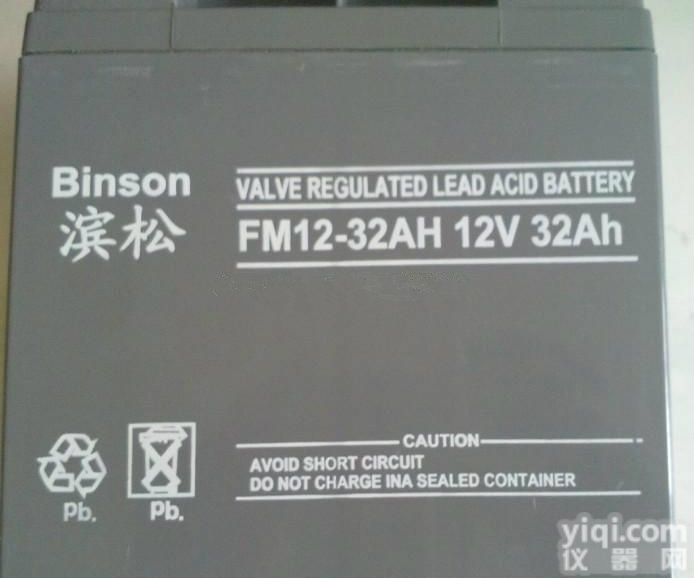 Binson
滨松
VALVE REGULATED LEAD ACID BATTERY
FM12-32AH 12V 32Ah
Pb.
Pb.
CAUTION
AVOID SHORT CIRCUIT
DO NOT CHARGE INA SEALED CONTAINER
yiqi.com
仪器网